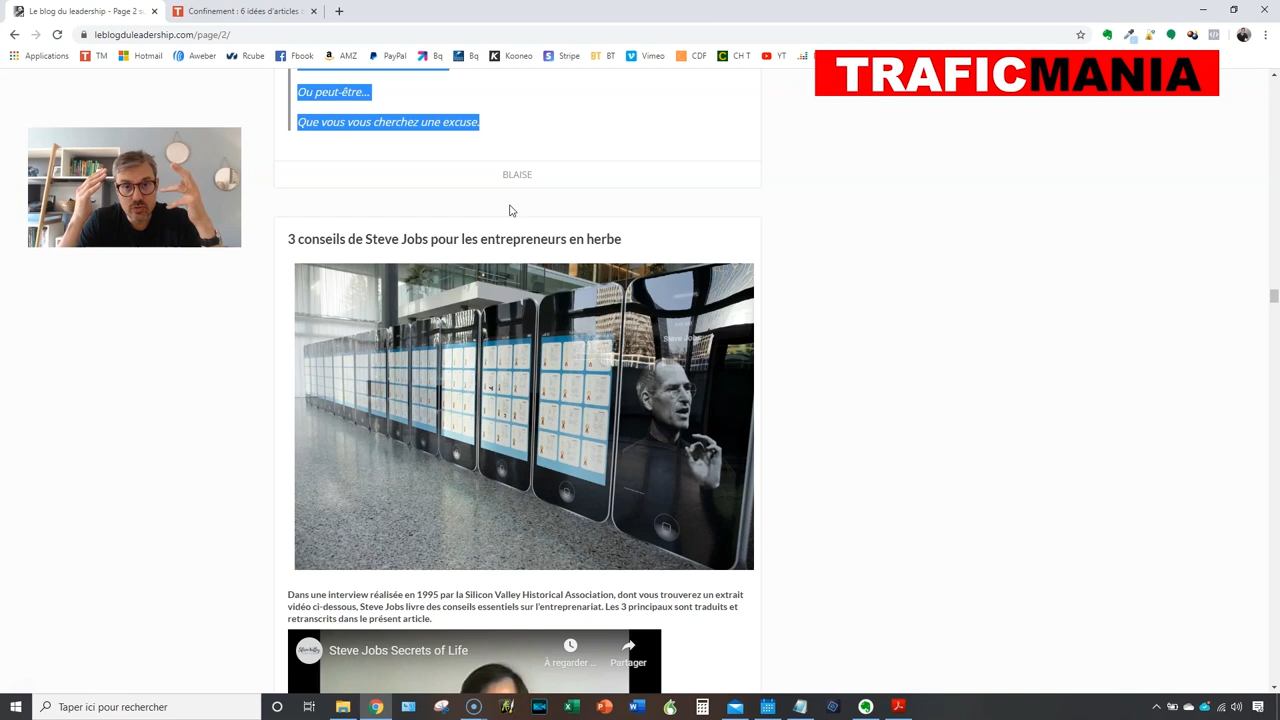 Le blog du leadership - Page 2 su
Confinement : 6 idées d'articles d
leblogduleadership.com/page/2/
Applications
TM
Hotmail
Aweber
Rcube
Fbook
AMZ
PayPal
Bq
Bq
Kooneo
Stripe
BT
Vimeo
CDF
CH T
YT
TRAFICMANIA
Ou peut-être...
Que vous vous cherchez une excuse.
BLAISE
3 conseils de Steve Jobs pour les entrepreneurs en herbe
Steve Jobs
Dans une interview réalisée en 1995 par la Silicon Valley Historical Association, dont vous trouverez un extrait
vidéo ci-dessous, Steve Jobs livre des conseils essentiels sur l'entreprenariat. Les 3 principaux sont traduits et
retranscrits dans le présent article.
Steve Jobs Secrets of Life
À regarder ...
Partager
Taper ici pour rechercher